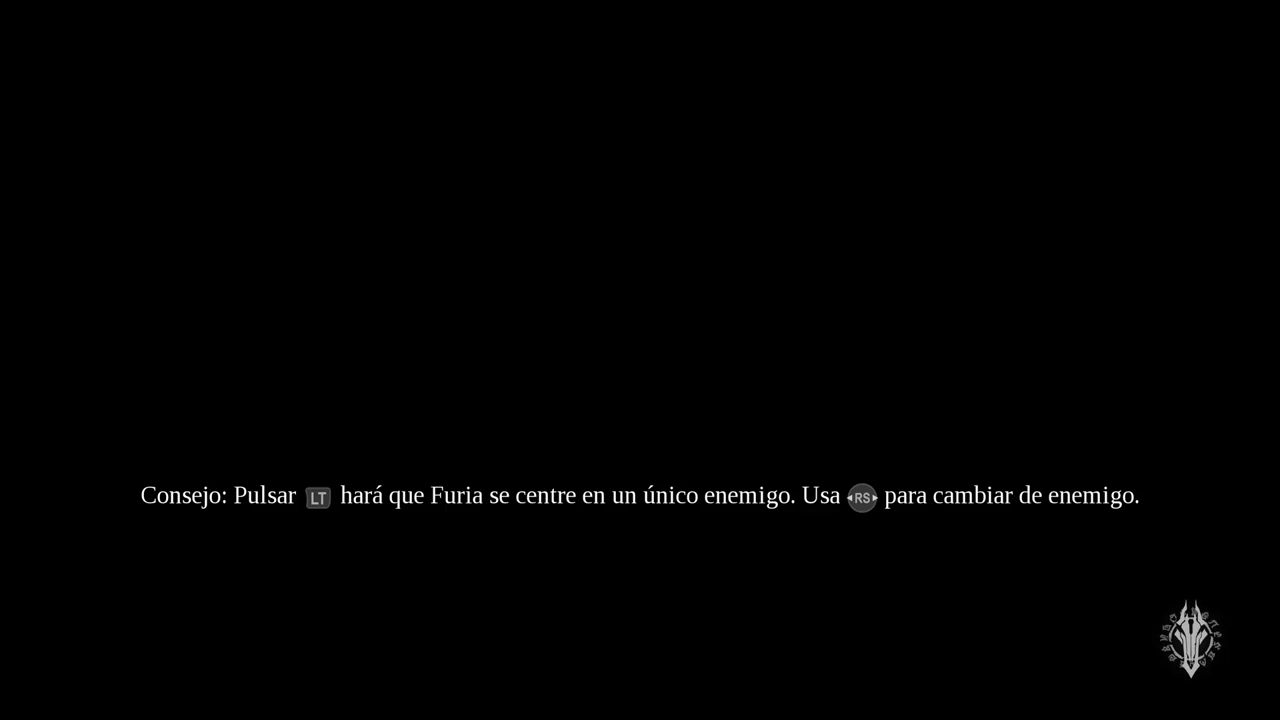 Consejo: Pulsar LT hará que Furia se centre en un único enemigo. Usa RS para cambiar de enemigo.